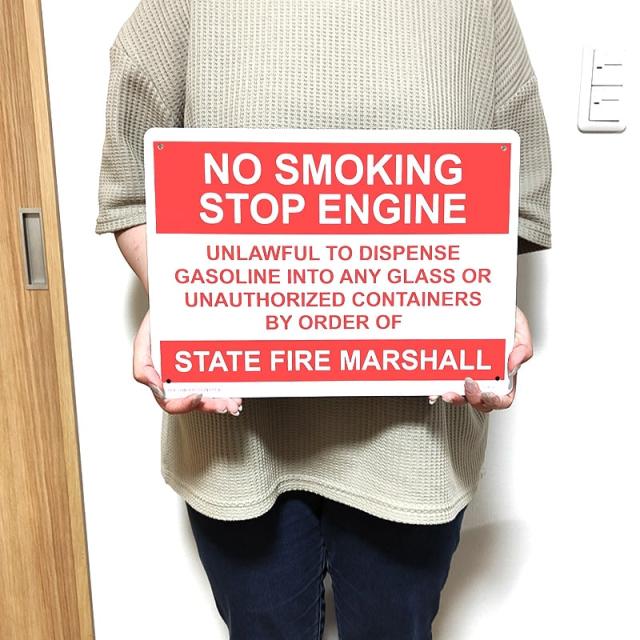 NO SMOKING
STOP ENGINE
UNLAWFUL TO DISPENSE
GASOLINE INTO ANY GLASS OR
UNAUTHORIZED CONTAINERS
BY ORDER OF
STATE FIRE MARSHALL